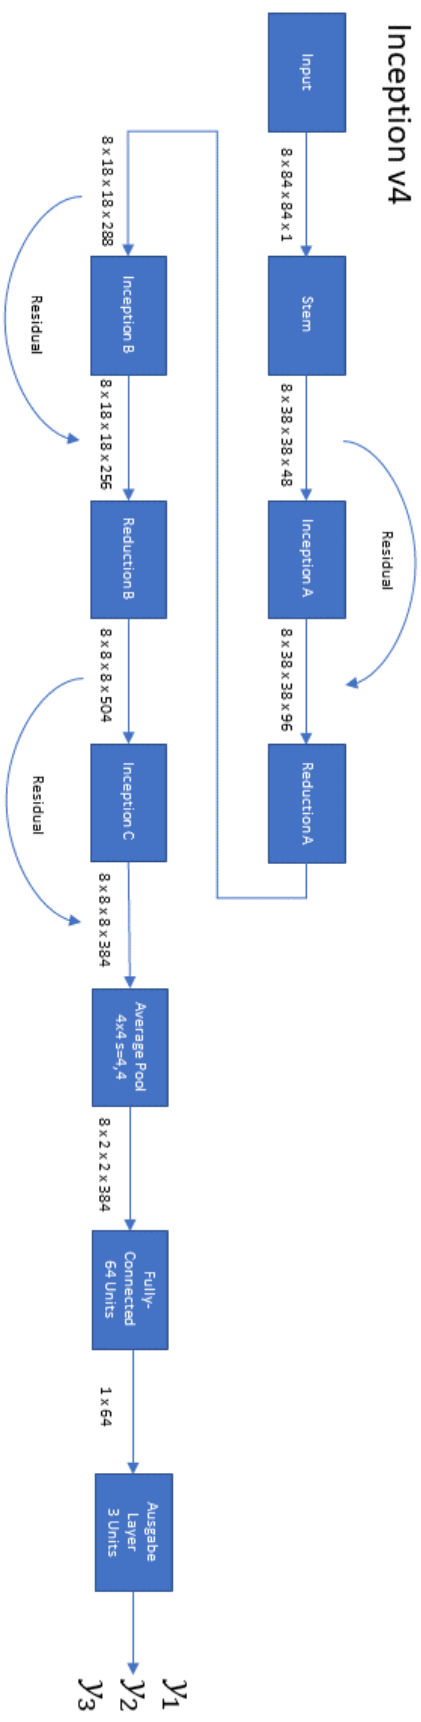 Inception v4
Input
8 x 84 x 84 x 1
Stem
8 x 38 x 38 x 48
Residual
Inception A
8 x 38 x 38 x 96
Reduction A
8 x 18 x 18 x 288
Residual
Inception B
8 x 18 x 18 x 256
Reduction B
8 x 8 x 8 x 504
Residual
Inception C
8 x 8 x 8 x 384
Average Pool
4x4 s=4,4
8 x 2 x 2 x 384
Fully-
Connected
64 Units
1 x 64
Ausgabe
Layer
3 Units
y1
y2
y3